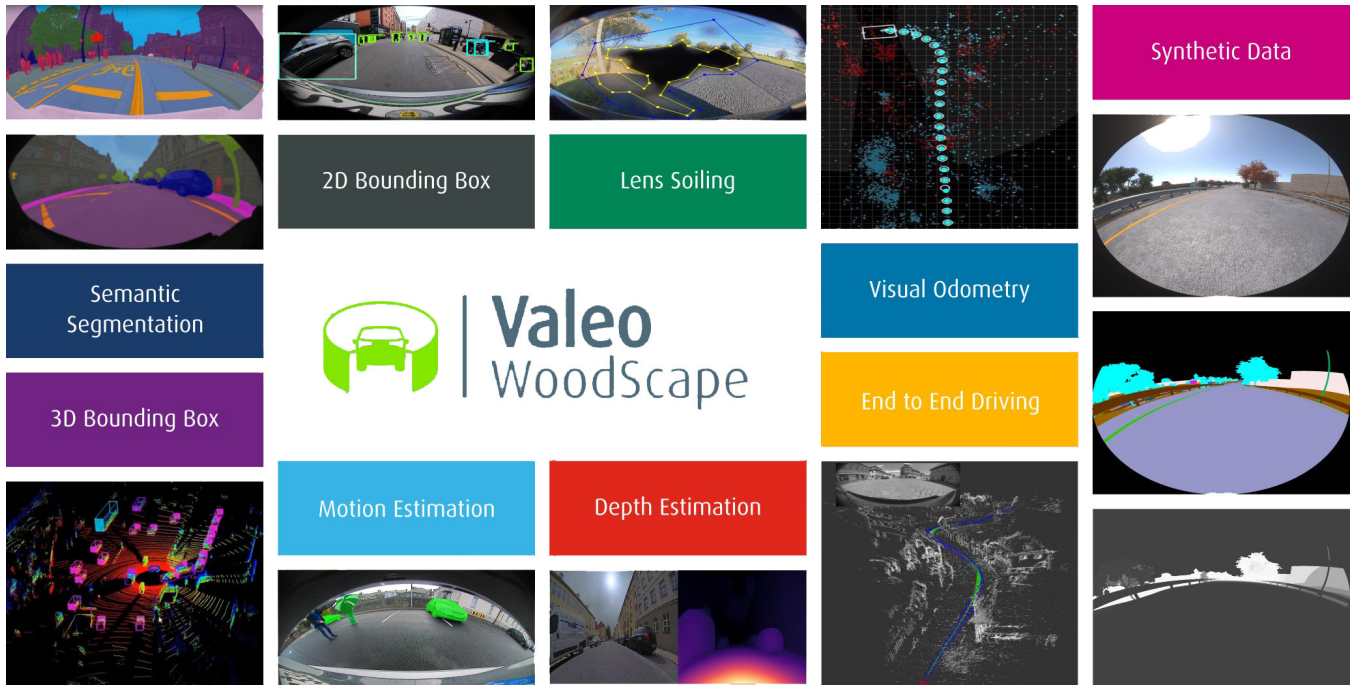 Synthetic Data
2D Bounding Box
Lens Soiling
Semantic
Segmentation
Valeo
WoodScape
Visual Odometry
3D Bounding Box
End to End Driving
Motion Estimation
Depth Estimation